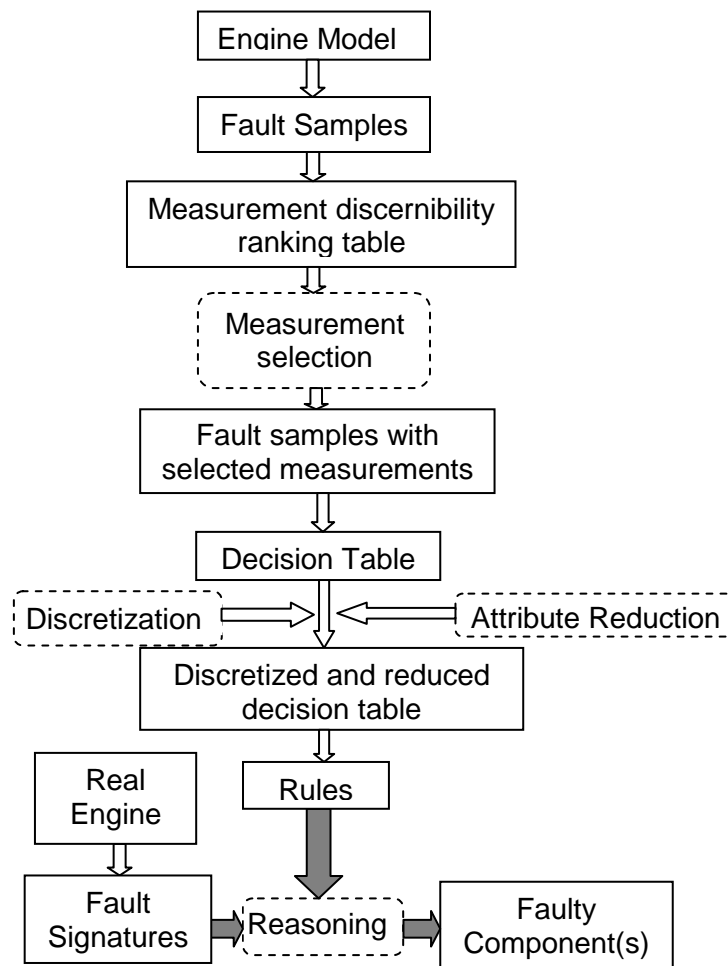 Engine Model
Fault Samples
Measurement discernibility
ranking table
Measurement
selection
Fault samples with
selected measurements
Decision Table
Discretization
Attribute Reduction
Discretized and reduced
decision table
Real
Engine
Rules
Fault
Signatures
Reasoning
Faulty
Component(s)